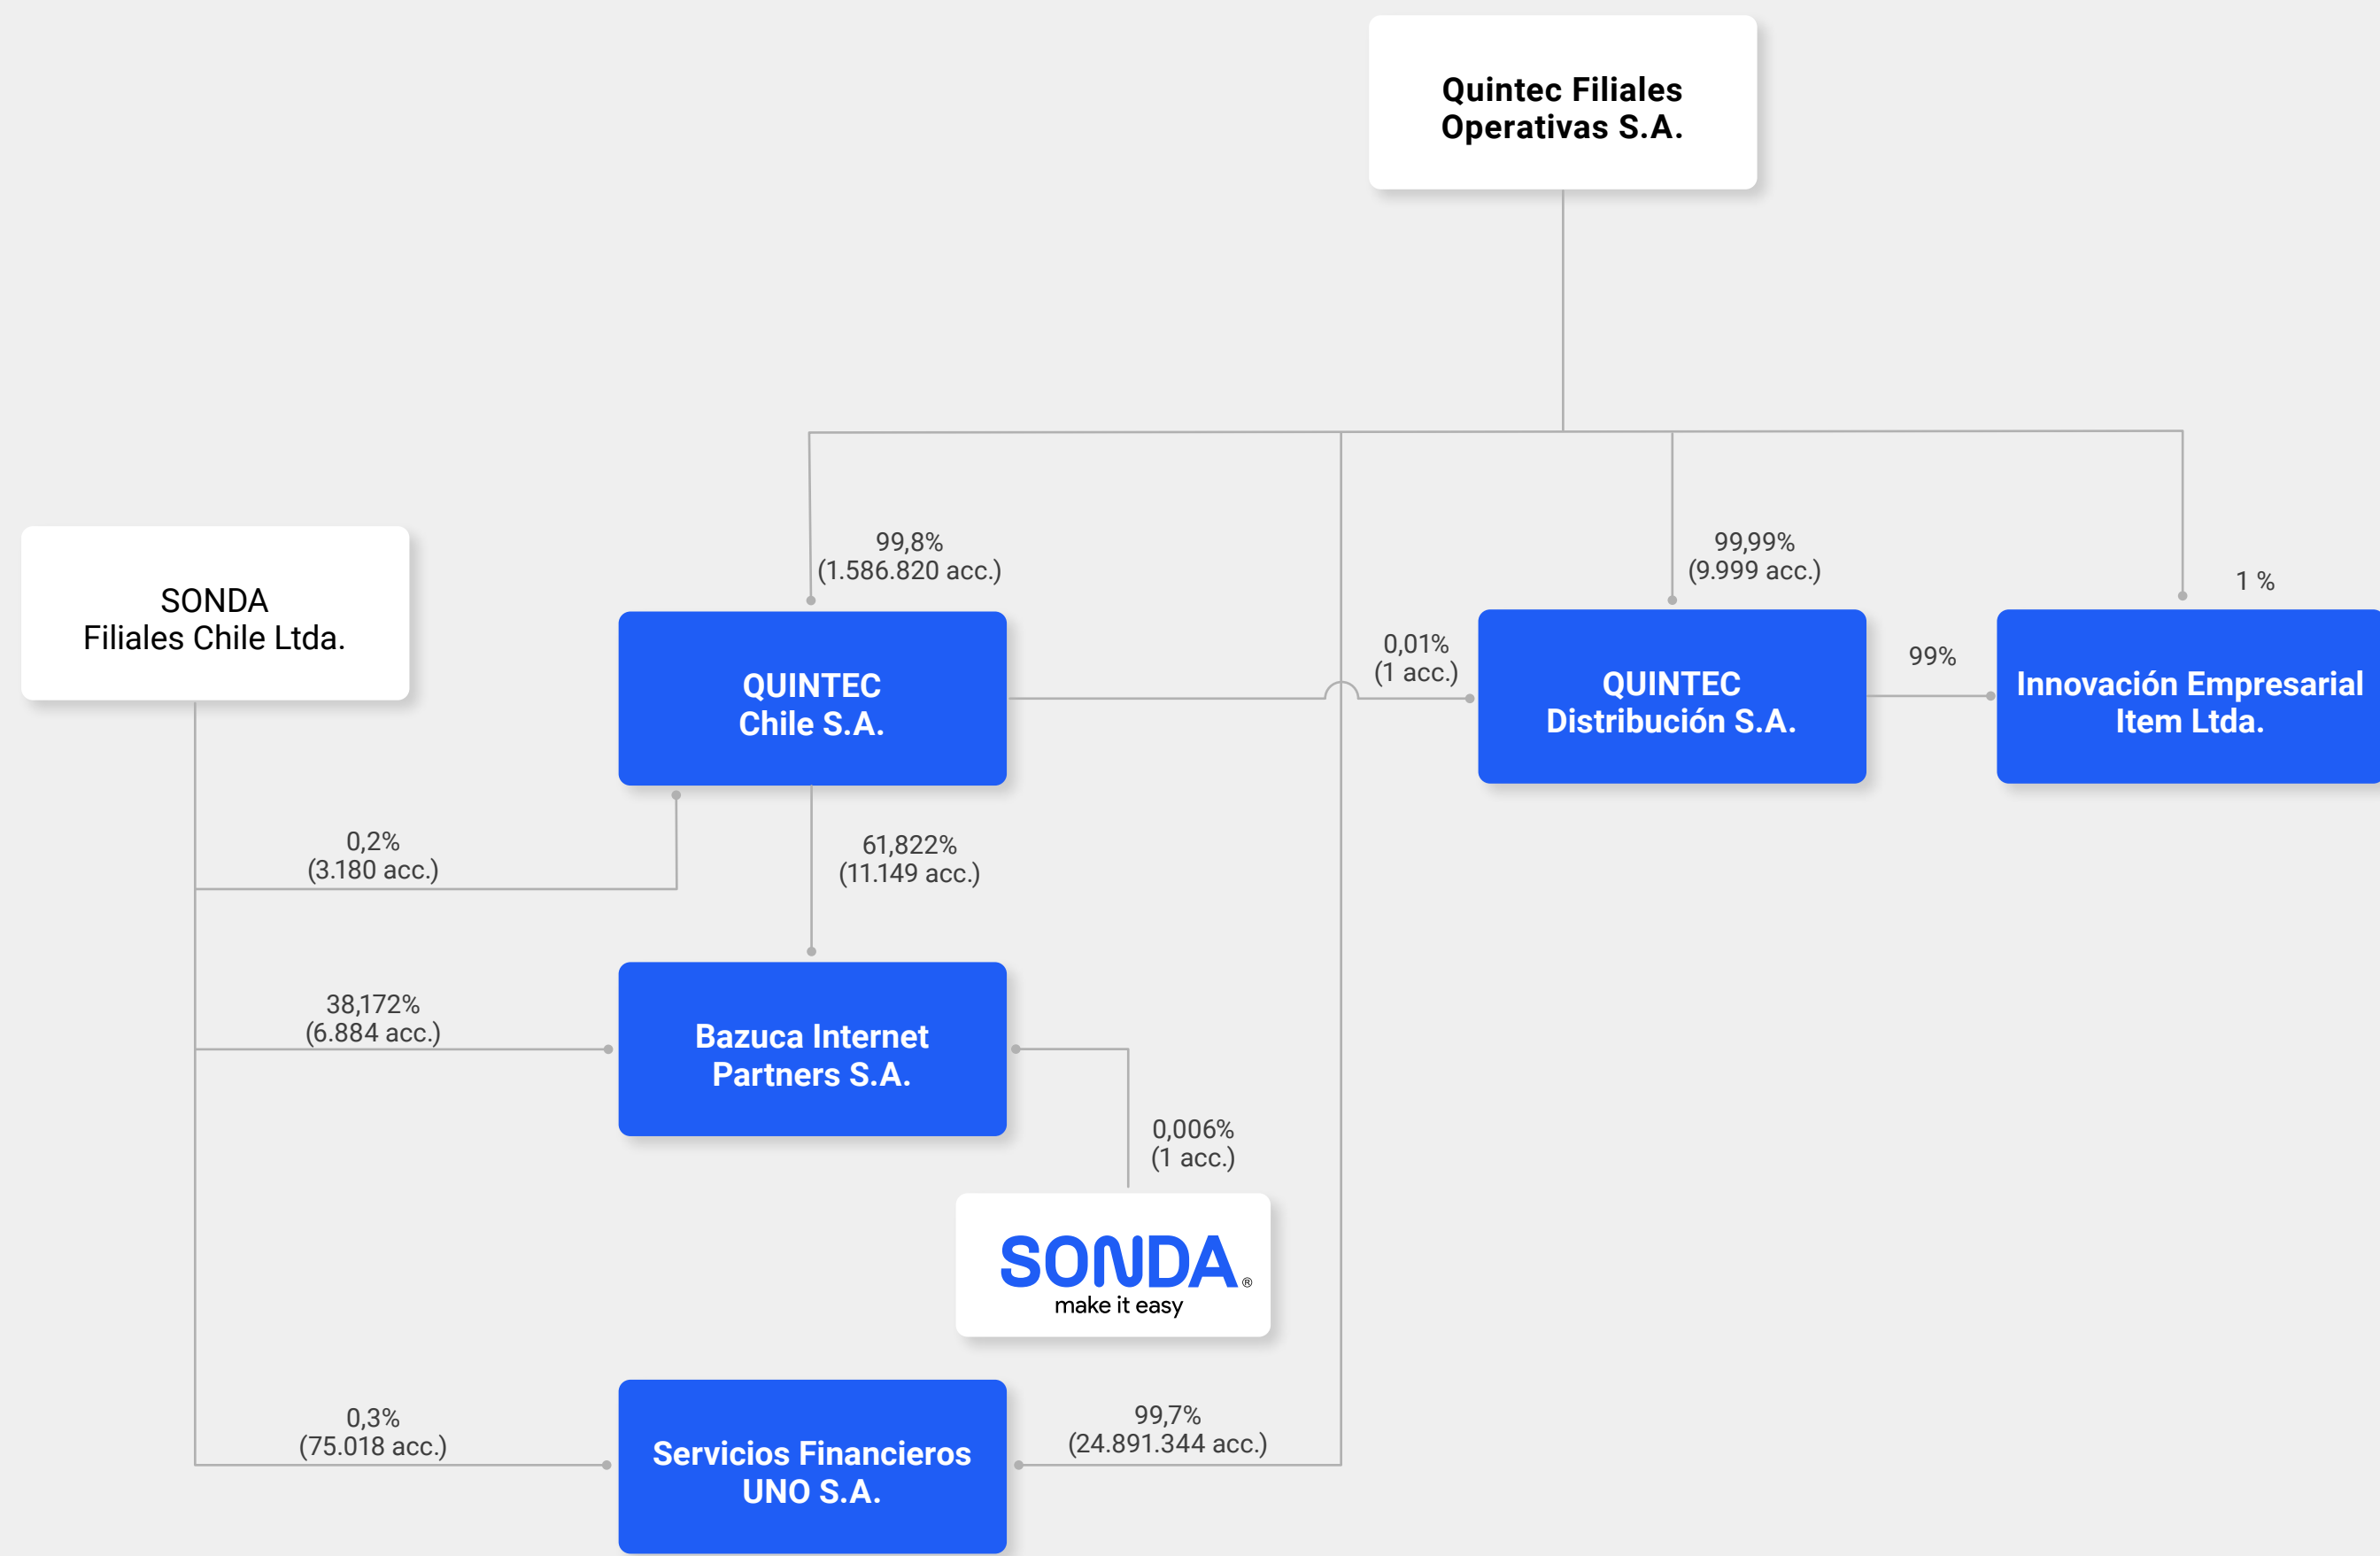 Quintec Filiales
Operativas S.A.
99,8%
(1.586.820 acc.)
99,99%
(9.999 acc.)
1 %
SONDA
Filiales Chile Ltda.
QUINTEC
Chile S.A.
0,01%
(1 acc.)
QUINTEC
Distribución S.A.
99%
Innovación Empresarial
Item Ltda.
0,2%
(3.180 acc.)
61,822%
(11.149 acc.)
38,172%
(6.884 acc.)
Bazuca Internet
Partners S.A.
0,006%
(1 acc.)
SONDA®
make it easy
0,3%
(75.018 acc.)
Servicios Financieros
UNO S.A.
99,7%
(24.891.344 acc.)